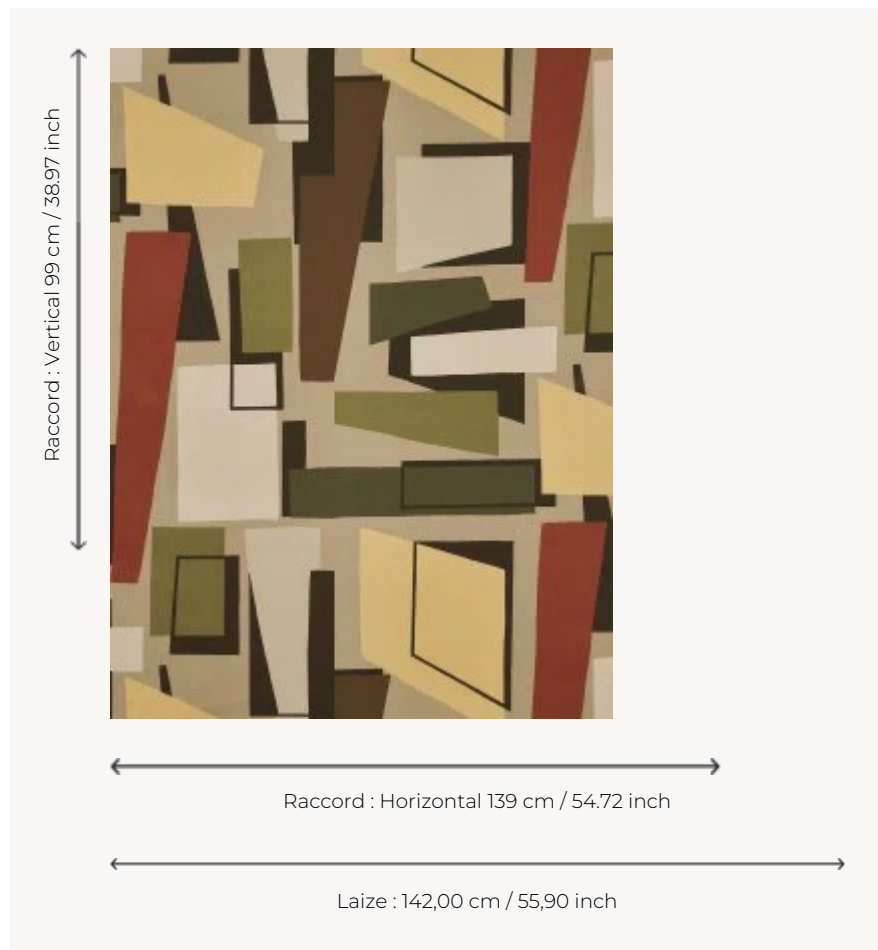 Raccord : Vertical 99 cm / 38.97 inch
Raccord : Horizontal 139 cm / 54.72 inch
Laize : 142,00 cm / 55,90 inch